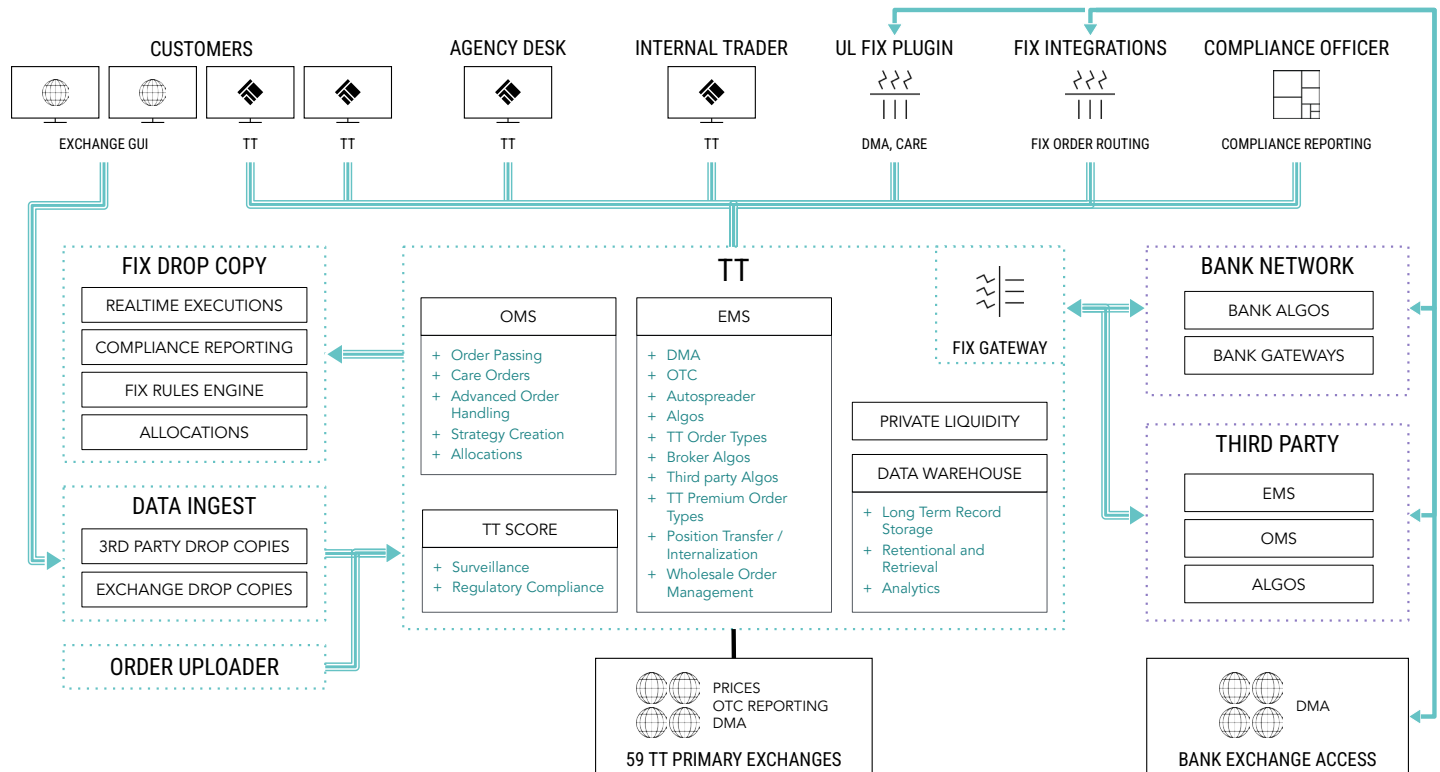 CUSTOMERS
AGENCY DESK
INTERNAL TRADER
UL FIX PLUGIN
FIX INTEGRATIONS
COMPLIANCE OFFICER
EXCHANGE GUI
TT
TT
TT
TT
DMA, CARE
FIX ORDER ROUTING
COMPLIANCE REPORTING
FIX DROP COPY
REALTIME EXECUTIONS
COMPLIANCE REPORTING
FIX RULES ENGINE
ALLOCATIONS
DATA INGEST
3RD PARTY DROP COPIES
EXCHANGE DROP COPIES
ORDER UPLOADER
TT
OMS
+ Order Passing
+ Care Orders
+ Advanced Order
Handling
+ Strategy Creation
+ Allocations
TT SCORE
+ Surveillance
+ Regulatory Compliance
EMS
+ DMA
+ OTC
+ Autospreader
+ Algos
+ TT Order Types
+ Broker Algos
+ Third party Algos
+ TT Premium Order
Types
+ Position Transfer /
Internalization
+ Wholesale Order
Management
FIX GATEWAY
PRIVATE LIQUIDITY
DATA WAREHOUSE
+ Long Term Record
Storage
+ Retentional and
Retrieval
+ Analytics
BANK NETWORK
BANK ALGOS
BANK GATEWAYS
THIRD PARTY
EMS
OMS
ALGOS
PRICES
OTC REPORTING
DMA
59 TT PRIMARY EXCHANGES
DMA
BANK EXCHANGE ACCESS